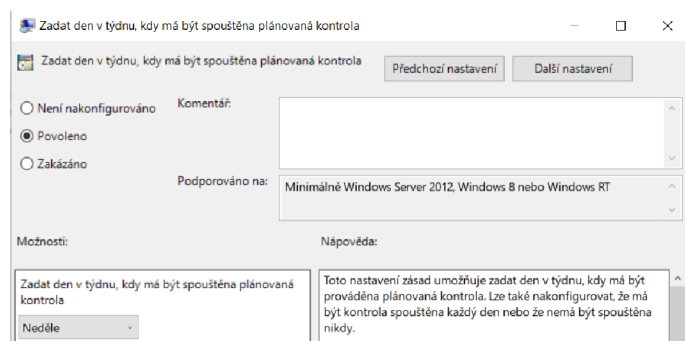 Zadat den v týdnu, kdy má být spouštěna plánovaná kontrola
Zadat den v týdnu, kdy má být spouštěna plánovaná kontrola
Předchozí nastavení
Další nastavení
Není nakonfigurováno
Povoleno
Zakázáno
Komentář:
Podporováno na:
Minimálně Windows Server 2012, Windows 8 nebo Windows RT
Možnosti:
Nápověda:
Zadat den v týdnu, kdy má být spouštěna plánovaná
kontrola
Neděle
Toto nastavení zásad umožňuje zadat den v týdnu, kdy má být
prováděna plánovaná kontrola. Lze také nakonfigurovat, že má
být kontrola spouštěna každý den nebo že nemá být spouštěna
nikdy.